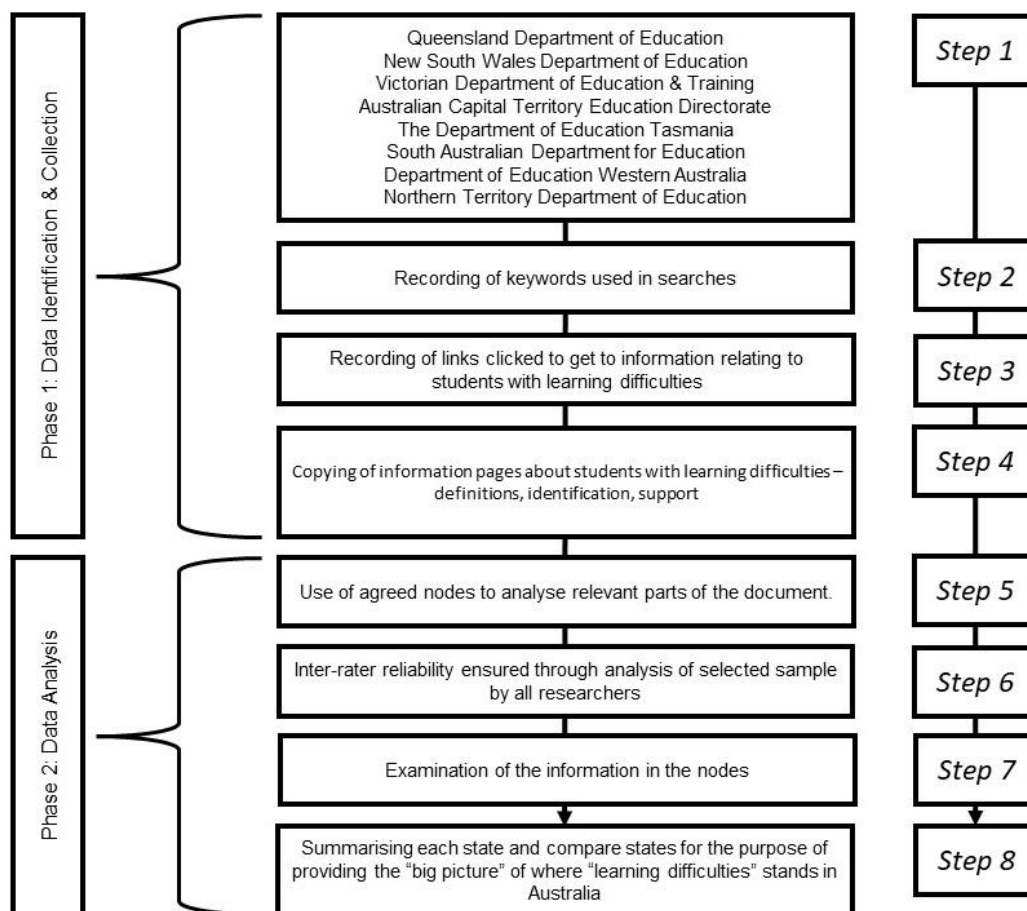 Phase 1: Data Identification & Collection
Queensland Department of Education
New South Wales Department of Education
Victorian Department of Education & Training
Australian Capital Territory Education Directorate
The Department of Education Tasmania
South Australian Department for Education
Department of Education Western Australia
Northern Territory Department of Education
Step 1
Recording of keywords used in searches
Step 2
Recording of links clicked to get to information relating to
students with learning difficulties
Step 3
Copying of information pages about students with learning difficulties –
definitions, identification, support
Step 4
Phase 2: Data Analysis
Use of agreed nodes to analyse relevant parts of the document.
Step 5
Inter-rater reliability ensured through analysis of selected sample
by all researchers
Step 6
Examination of the information in the nodes
Step 7
Summarising each state and compare states for the purpose of
providing the “big picture” of where “learning difficulties” stands in
Australia
Step 8